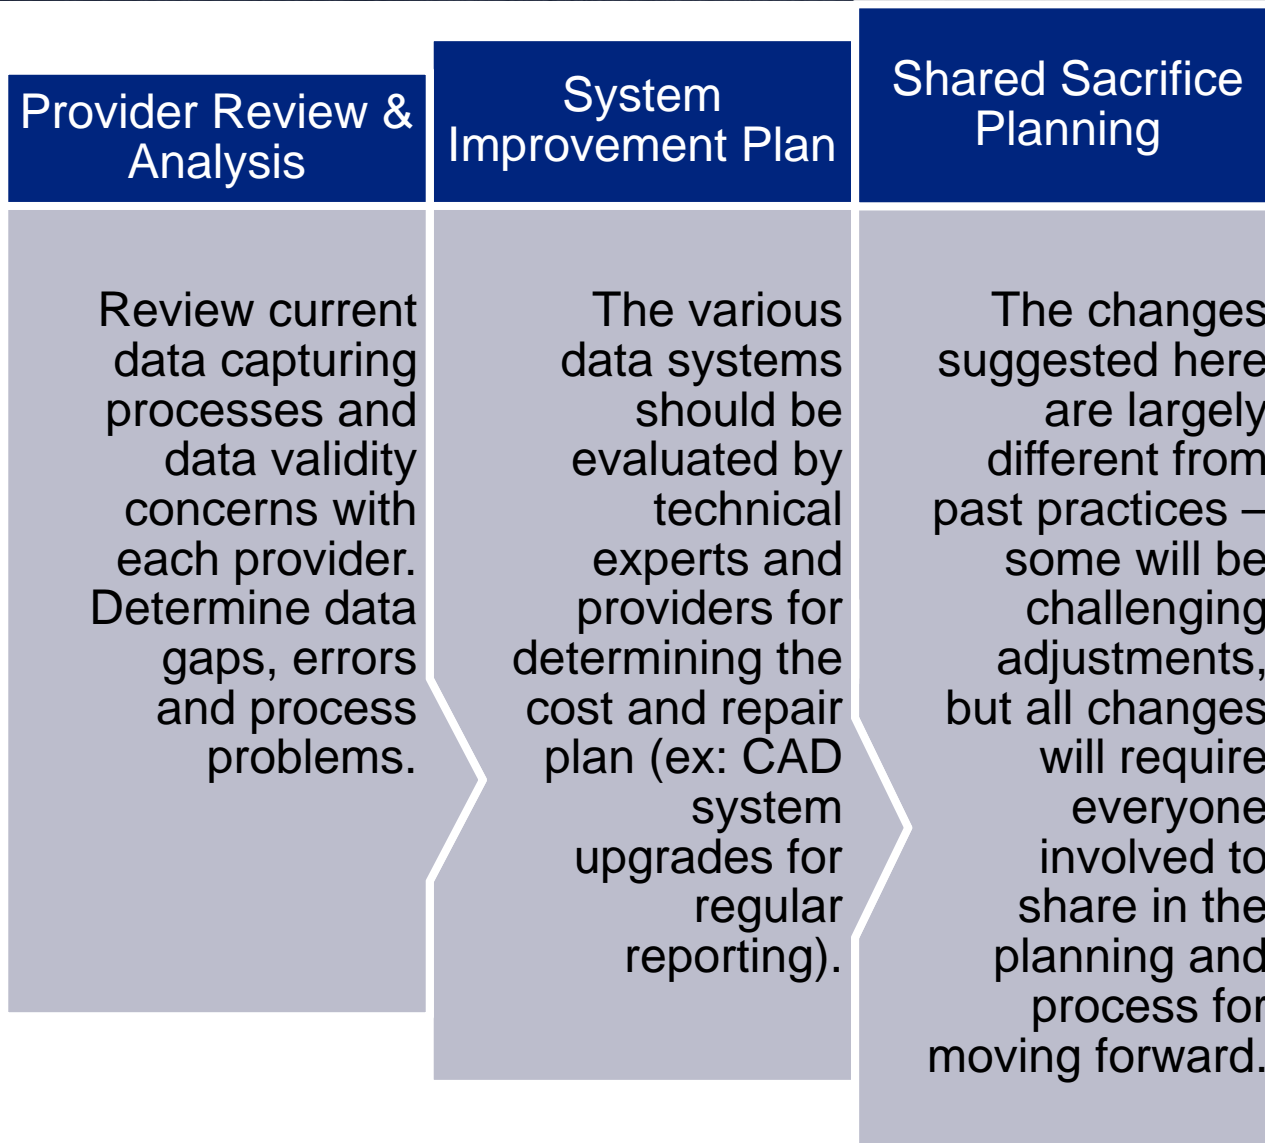 Provider Review &
Analysis
Review current
data capturing
processes and
data validity
concerns with
each provider.
Determine data
gaps, errors
and process
problems.
System
Improvement Plan
The various
data systems
should be
evaluated by
technical
experts and
providers for
determining the
cost and repair
plan (ex: CAD
system
upgrades for
regular
reporting).
Shared Sacrifice
Planning
The changes
suggested here
are largely
different from
past practices –
some will be
challenging
adjustments,
but all changes
will require
everyone
involved to
share in the
planning and
process for
moving forward.